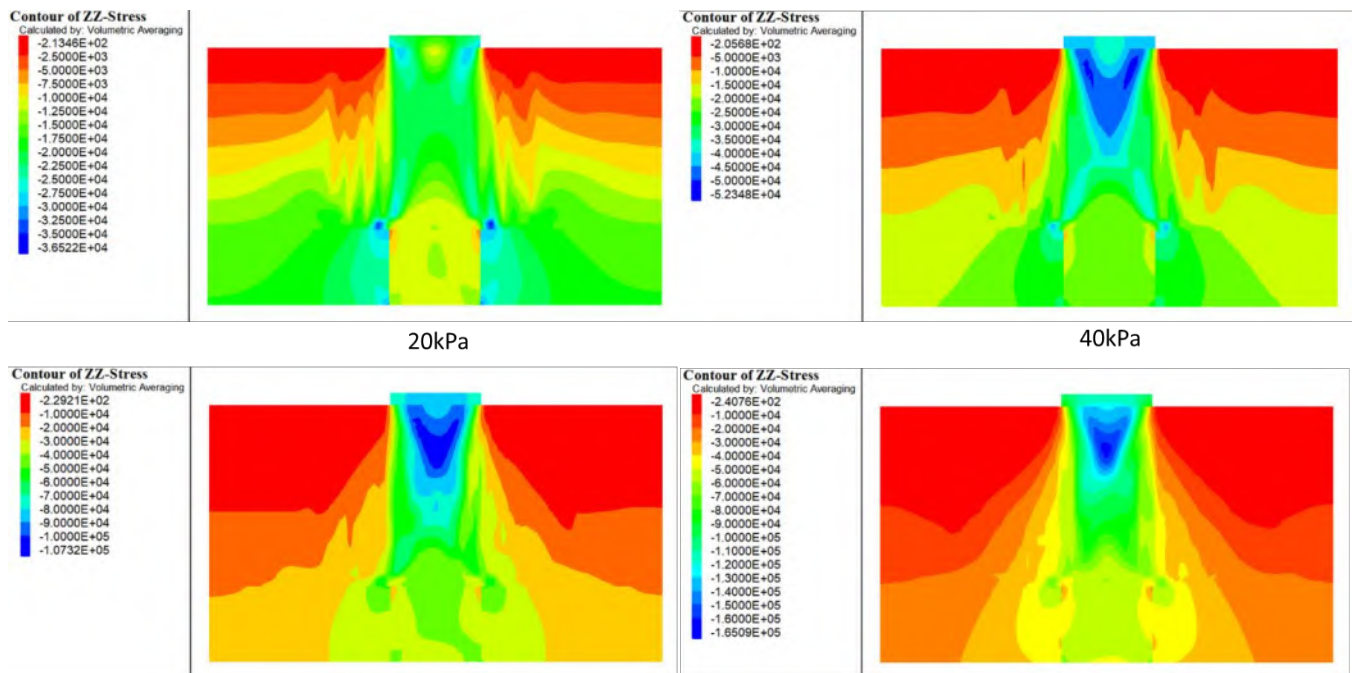 Contour of ZZ-Stress
Calculated by: Volumetric Averaging
-2.1346E+02
-2.5000E+03
-5.0000E+03
-7.5000E+03
-1.0000E+04
-1.2500E+04
-1.5000E+04
-1.7500E+04
-2.0000E+04
-2.2500E+04
-2.5000E+04
-2.7500E+04
-3.0000E+04
-3.2500E+04
-3.5000E+04
-3.6522E+04
Contour of ZZ-Stress
Calculated by: Volumetric Averaging
-2.0568E+02
-5.0000E+03
-1.0000E+04
-1.5000E+04
-2.0000E+04
-2.5000E+04
-3.0000E+04
-3.5000E+04
-4.0000E+04
-4.5000E+04
-5.0000E+04
-5.2348E+04
20kPa
40kPa
Contour of ZZ-Stress
Calculated by: Volumetric Averaging
-2.2921E+02
-1.0000E+04
-2.0000E+04
-3.0000E+04
-4.0000E+04
-5.0000E+04
-6.0000E+04
-7.0000E+04
-8.0000E+04
-9.0000E+04
-1.0000E+05
-1.0732E+05
Contour of ZZ-Stress
Calculated by: Volumetric Averaging
-2.4076E+02
-1.0000E+04
-2.0000E+04
-3.0000E+04
-4.0000E+04
-5.0000E+04
-6.0000E+04
-7.0000E+04
-8.0000E+04
-9.0000E+04
-1.0000E+05
-1.1000E+05
-1.2000E+05
-1.3000E+05
-1.4000E+05
-1.5000E+05
-1.6000E+05
-1.6509E+05